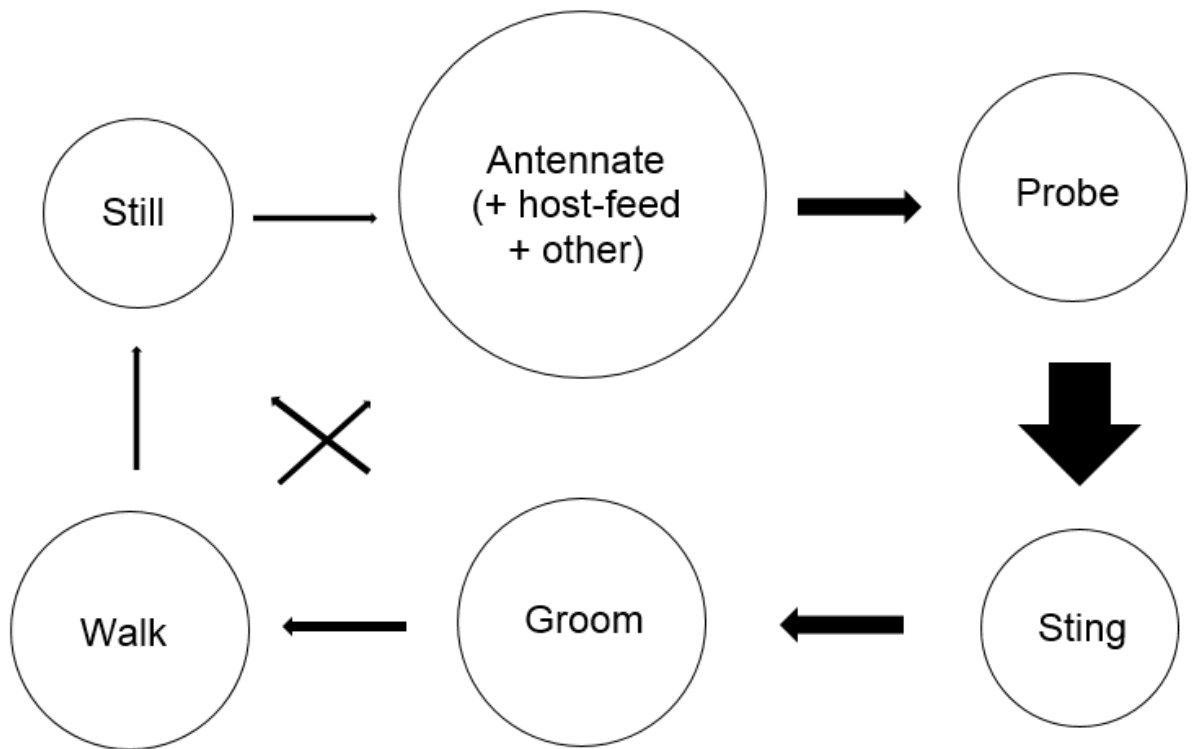 Still
Antennate
(+ host-feed
+ other)
Probe
Walk
Groom
Sting